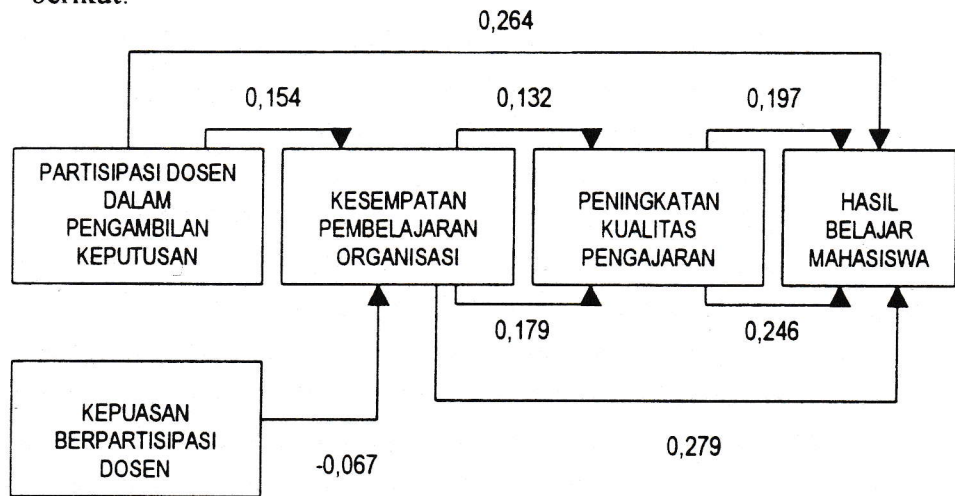 berikut:
0,264
0,154
0,132
0,197
PARTISIPASI DOSEN
DALAM
PENGAMBILAN
KEPUTUSAN
KESEMPATAN
PEMBELAJARAN
ORGANISASI
PENINGKATAN
KUALITAS
PENGAJARAN
HASIL
BELAJAR
MAHASISWA
0,179
0,246
KEPUASAN
BERPARTISIPASI
DOSEN
-0,067
0,279